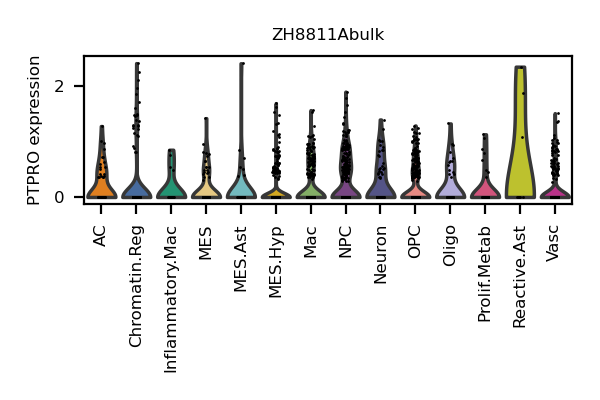 ZH8811Abulk
PTPRO expression
2
0
AC
Chromatin.Reg
Inflammatory.Mac
MES
MES.Ast
MES.Hyp
Mac
NPC
Neuron
OPC
Oligo
Prolif.Metab
Reactive.Ast
Vasc